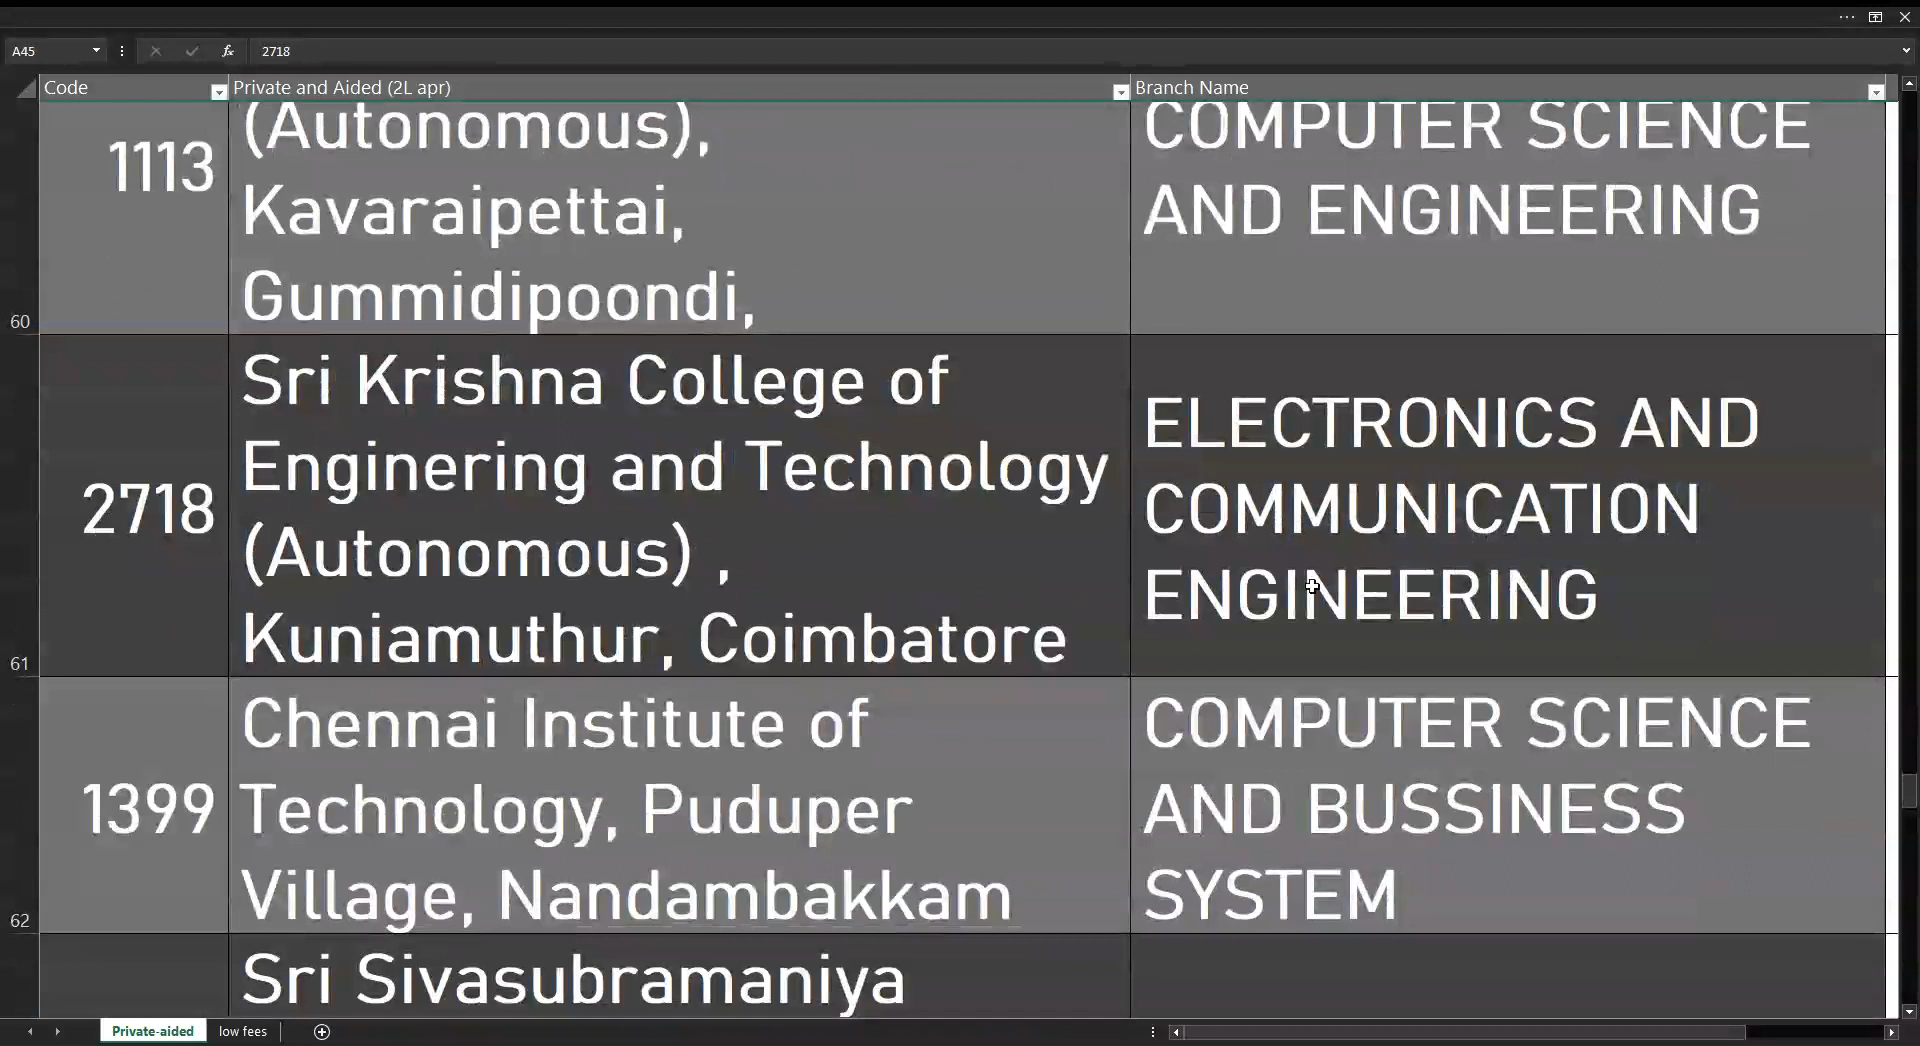 A45
2718
Code
Private and Aided (2L apr)
Branch Name
60
1113
(Autonomous),
Kavaraipettai,
Gummidipoondi,
COMPUTER SCIENCE
AND ENGINEERING
61
2718
Sri Krishna College of
Enginering and Technology
(Autonomous) ,
Kuniamuthur, Coimbatore
ELECTRONICS AND
COMMUNICATION
ENGINEERING
62
1399
Chennai Institute of
Technology, Puduper
Village, Nandambakkam
COMPUTER SCIENCE
AND BUSSINESS
SYSTEM
Sri Sivasubramaniya
Private-aided
low fees